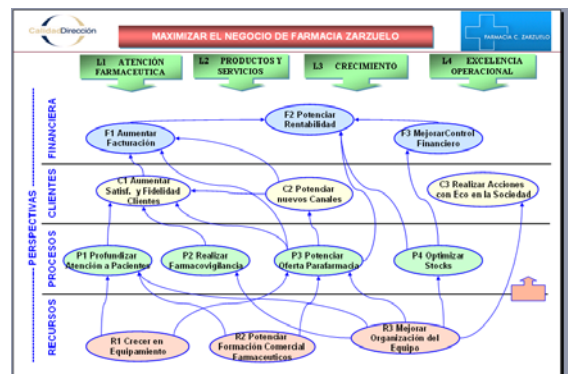 CalidadDirección
MAXIMIZAR EL NEGOCIO DE FARMACIA ZARZUELO
FARMACIA C. ZARZUELO
L1 ATENCIÓN
FARMACEUTICA
L2 PRODUCTOS Y
SERVICIOS
L3 CRECIMIENTO
L4 EXCELENCIA
OPERACIONAL
PERSPECTIVAS
FINANCIERA
F1 Aumentar
Facturación
F2 Potenciar
Rentabilidad
F3 MejorarControl
Financiero
CLIENTES
C1 Aumentar
Satisf. y Fidelidad
Clientes
C2 Potenciar
nuevos Canales
C3 Realizar Acciones
con Eco en la Sociedad
PROCESOS
P1 Profundizar
Atención a Pacientes
P2 Realizar
Farmacovigilancia
P3 Potenciar
Oferta Parafarmacia
P4 Optimizar
Stocks
RECURSOS
R1 Crecer en
Equipamiento
R2 Potenciar
Formación Comercial
Farmaceuticos
R3 Mejorar
Organización del
Equipo